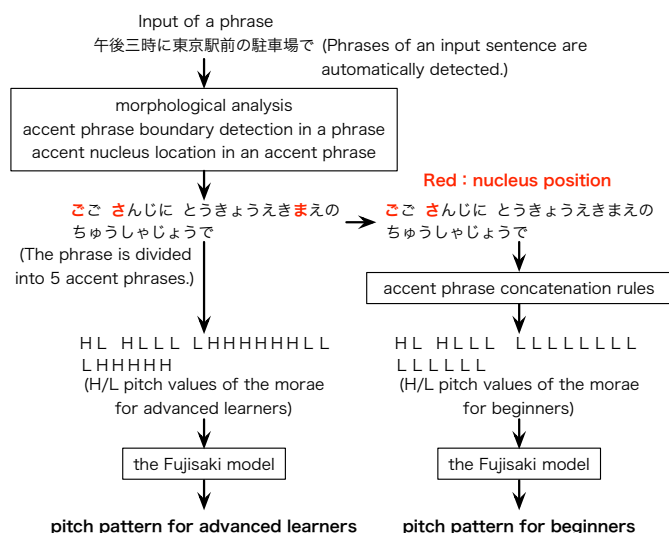 Input of a phrase
午後三時に東京駅前の駐車場で (Phrases of an input sentence are
automatically detected.)
morphological analysis
accent phrase boundary detection in a phrase
accent nucleus location in an accent phrase
Red：nucleus position
ごご さんじに とうきょうえきまえの
ちゅうしゃじょうで
(The phrase is divided
into 5 accent phrases.)
ごご さんじに とうきょうえきまえの
ちゅうしゃじょうで
accent phrase concatenation rules
ＨＬ ＨＬＬＬ ＬＨＨＨＨＨＨＬＬ
ＬＨＨＨＨＨ
(H/L pitch values of the morae
for advanced learners)
ＨＬ ＨＬＬＬ ＬＬＬＬＬＬＬＬＬ
ＬＬＬＬＬＬ
(H/L pitch values of the morae
for beginners)
the Fujisaki model
the Fujisaki model
pitch pattern for advanced learners
pitch pattern for beginners